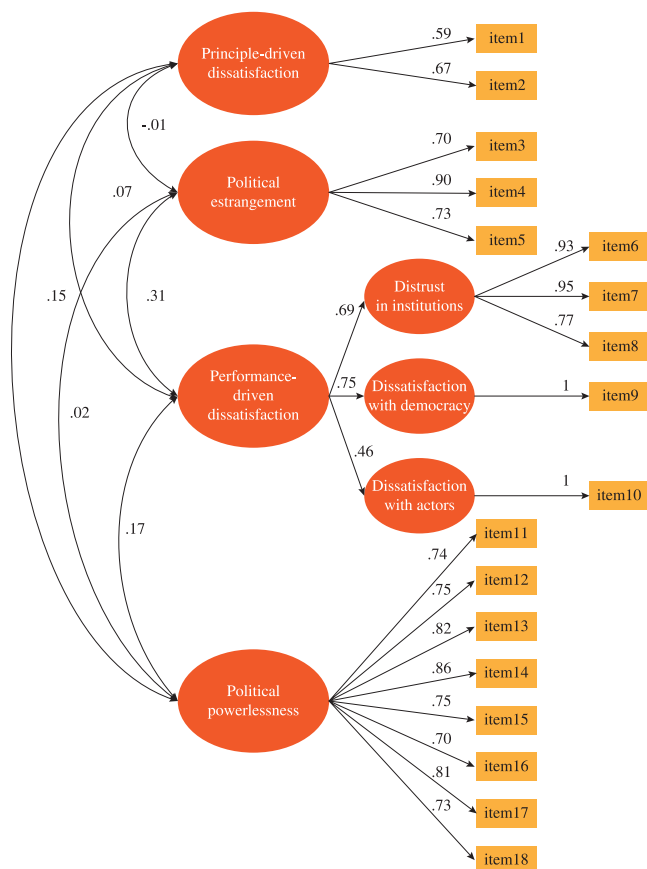 Principle-driven
dissatisfaction
.59
item1
.67
item2
-.01
Political
estrangement
.70
item3
.90
item4
.73
item5
.07
.15
.31
.02
Performance-
driven
dissatisfaction
.69
Distrust
in institutions
.93
item6
.95
item7
.77
item8
.75
Dissatisfaction
with democracy
1
item9
.46
Dissatisfaction
with actors
1
item10
.17
Political
powerlessness
.74
item11
.75
item12
.82
item13
.86
item14
.75
item15
.70
item16
.81
item17
.73
item18